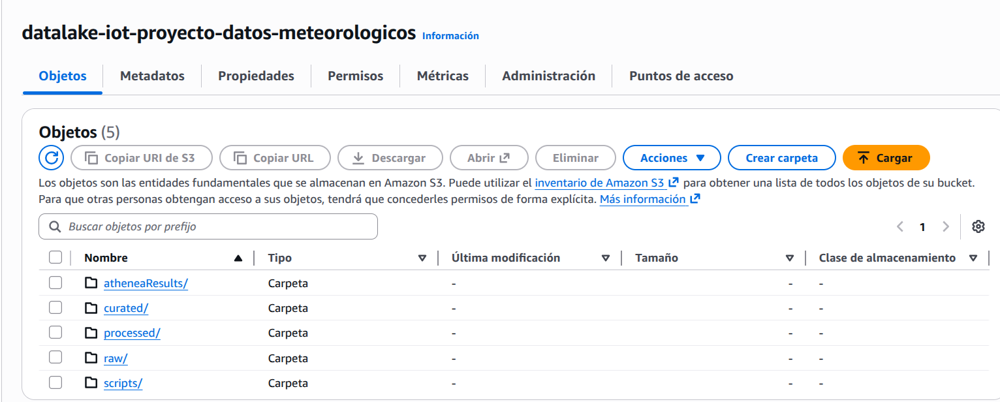 datalake-iot-proyecto-datos-meteorologicos Información
Objetos Metadatos Propiedades Permisos Métricas Administración Puntos de acceso
Objetos (5)
Copiar URI de S3 Copiar URL Descargar Abrir Eliminar Acciones Crear carpeta Cargar
Los objetos son las entidades fundamentales que se almacenan en Amazon S3. Puede utilizar el inventario de Amazon S3 para obtener una lista de todos los objetos de su bucket.
Para que otras personas obtengan acceso a sus objetos, tendrá que concederles permisos de forma explícita. Más información
Buscar objetos por prefijo 1
Nombre Tipo Última modificación Tamaño Clase de almacenamiento
atheneaResults/ Carpeta - - -
curated/ Carpeta - - -
processed/ Carpeta - - -
raw/ Carpeta - - -
scripts/ Carpeta - - -